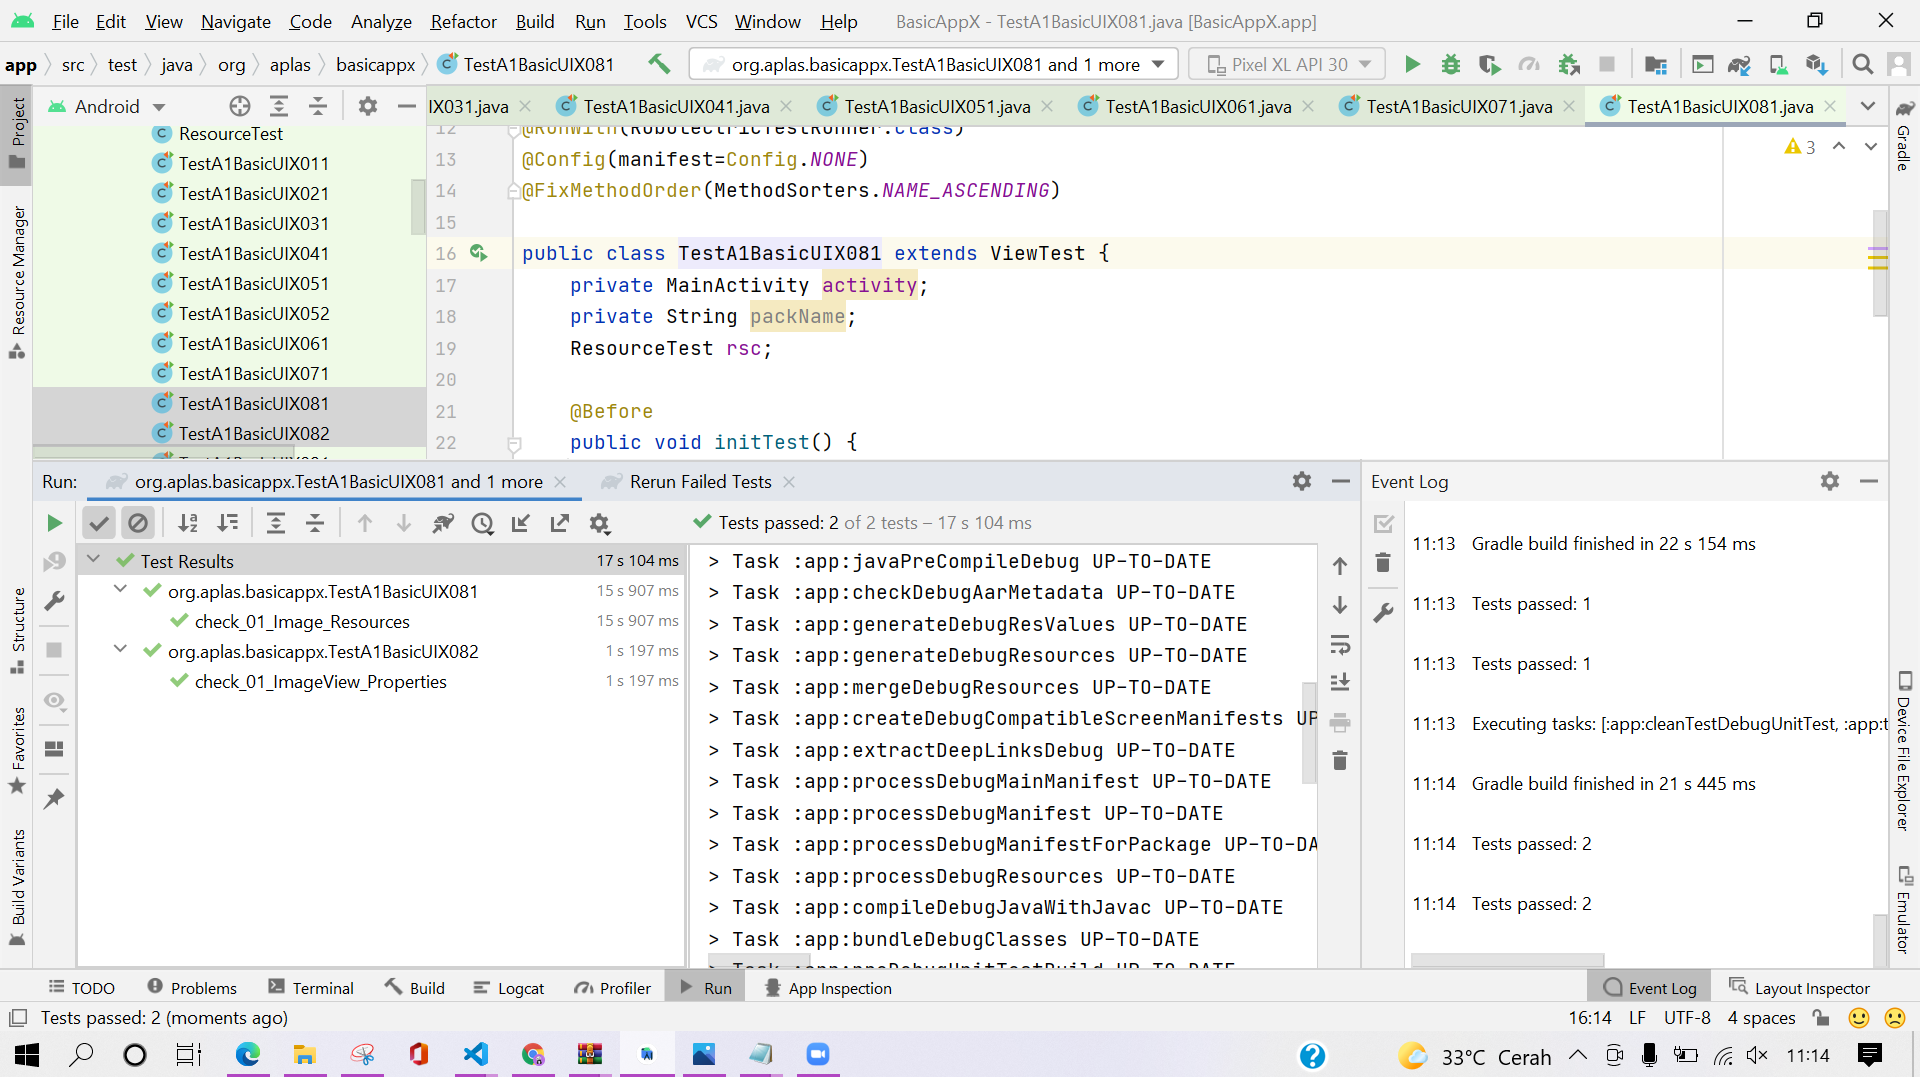 File Edit View Navigate Code Analyze Refactor Build Run Tools VCS Window Help BasicAppX - TestA1BasicUIX081.java [BasicAppX.app]
app src test java org aplas basicappx TestA1BasicUIX081 org.aplas.basicappx.TestA1BasicUIX081 and 1 more Pixel XL API 30
Android
IX031.java TestA1BasicUIX041.java TestA1BasicUIX051.java TestA1BasicUIX061.java TestA1BasicUIX071.java TestA1BasicUIX081.java
Project
Resource Manager
Structure
Favorites
Build Variants
ResourceTest
TestA1BasicUIX011
TestA1BasicUIX021
TestA1BasicUIX031
TestA1BasicUIX041
TestA1BasicUIX051
TestA1BasicUIX052
TestA1BasicUIX061
TestA1BasicUIX071
TestA1BasicUIX081
TestA1BasicUIX082
12 @RunWith(RobolectricTestRunner.class)
13 @Config(manifest=Config.NONE)
14 @FixMethodOrder(MethodSorters.NAME_ASCENDING)
15
16 public class TestA1BasicUIX081 extends ViewTest {
17 private MainActivity activity;
18 private String packName;
19 ResourceTest rsc;
20
21 @Before
22 public void initTest() {
3
Gradle
Device File Explorer
Emulator
Run: org.aplas.basicappx.TestA1BasicUIX081 and 1 more Rerun Failed Tests
Tests passed: 2 of 2 tests – 17 s 104 ms
Test Results 17 s 104 ms
org.aplas.basicappx.TestA1BasicUIX081 15 s 907 ms
check_01_Image_Resources 15 s 907 ms
org.aplas.basicappx.TestA1BasicUIX082 1 s 197 ms
check_01_ImageView_Properties 1 s 197 ms
> Task :app:javaPreCompileDebug UP-TO-DATE
> Task :app:checkDebugAarMetadata UP-TO-DATE
> Task :app:generateDebugResValues UP-TO-DATE
> Task :app:generateDebugResources UP-TO-DATE
> Task :app:mergeDebugResources UP-TO-DATE
> Task :app:createDebugCompatibleScreenManifests UP
> Task :app:extractDeepLinksDebug UP-TO-DATE
> Task :app:processDebugMainManifest UP-TO-DATE
> Task :app:processDebugManifest UP-TO-DATE
> Task :app:processDebugManifestForPackage UP-TO-DA
> Task :app:processDebugResources UP-TO-DATE
> Task :app:compileDebugJavaWithJavac UP-TO-DATE
> Task :app:bundleDebugClasses UP-TO-DATE
> Task :app:preDebugUnitTestBuild UP-TO-DATE
Event Log
11:13 Gradle build finished in 22 s 154 ms
11:13 Tests passed: 1
11:13 Tests passed: 1
11:13 Executing tasks: [:app:cleanTestDebugUnitTest, :app:t
11:14 Gradle build finished in 21 s 445 ms
11:14 Tests passed: 2
11:14 Tests passed: 2
TODO Problems Terminal Build Logcat Profiler Run App Inspection Event Log Layout Inspector
Tests passed: 2 (moments ago) 16:14 LF UTF-8 4 spaces
33°C Cerah 11:14